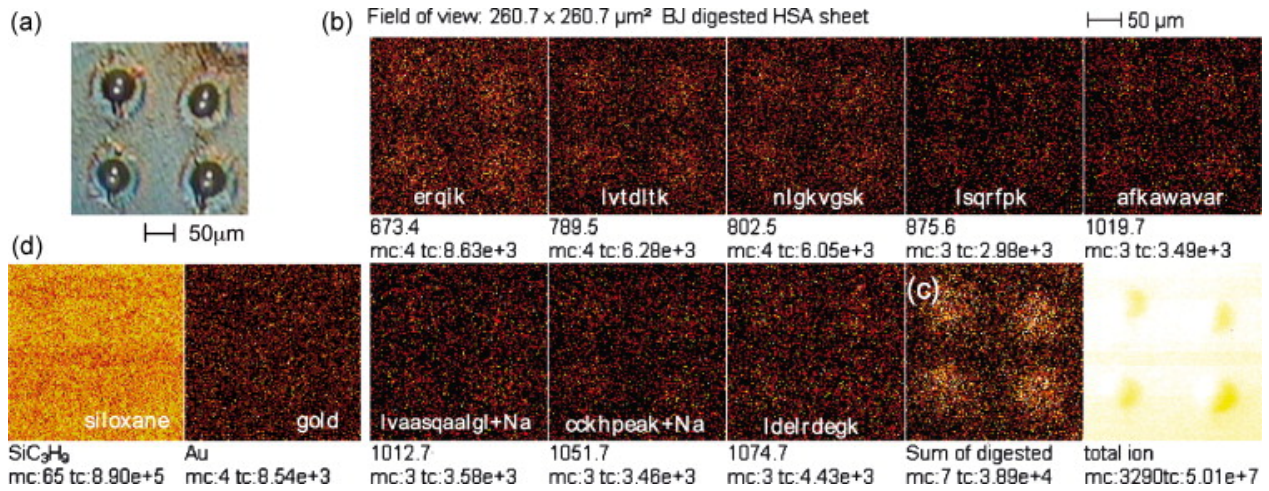 (a)
(b) Field of view: 260.7 x 260.7 µm² BJ digested HSA sheet
50 µm
erqik lvtdltk nlgkvgsk lsqrfpk afkawavar
673.4 789.5 802.5 875.6 1019.7
mc:4 tc:8.63e+3 mc:4 tc:6.28e+3 mc:4 tc:6.05e+3 mc:3 tc:2.98e+3 mc:3 tc:3.49e+3
50µm
(d)
(c)
siloxane gold lvaasqaalgl+Na cckhpeak+Na ldelrdegk
SiC₃H₉ Au 1012.7 1051.7 1074.7 Sum of digested total ion
mc:65 tc:8.90e+5 mc:4 tc:8.54e+3 mc:3 tc:3.58e+3 mc:3 tc:3.46e+3 mc:3 tc:4.43e+3 mc:7 tc:3.89e+4 mc:3290tc:5.01e+7